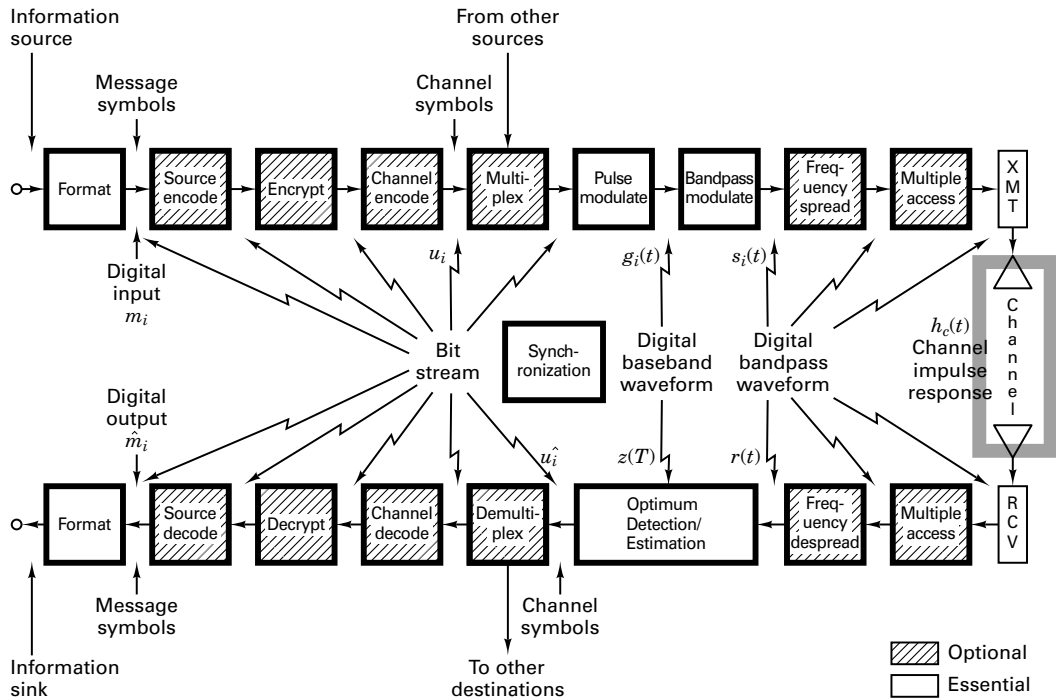 Information
source
From other
sources
Message
symbols
Channel
symbols
Format
Source
encode
Encrypt
Channel
encode
Multi-
plex
Pulse
modulate
Bandpass
modulate
Freq-
uency
spread
Multiple
access
X
M
T
Digital
input
m_i
u_i
g_i(t)
s_i(t)
Bit
stream
Synch-
ronization
Digital
baseband
waveform
Digital
bandpass
waveform
h_c(t)
Channel
impulse
response
C
h
a
n
n
e
l
Digital
output
m̂_i
û_i
z(T)
r(t)
Format
Source
decode
Decrypt
Channel
decode
Demulti-
plex
Optimum
Detection/
Estimation
Freq-
uency
despread
Multiple
access
R
C
V
Message
symbols
Channel
symbols
Information
sink
To other
destinations
Optional
Essential